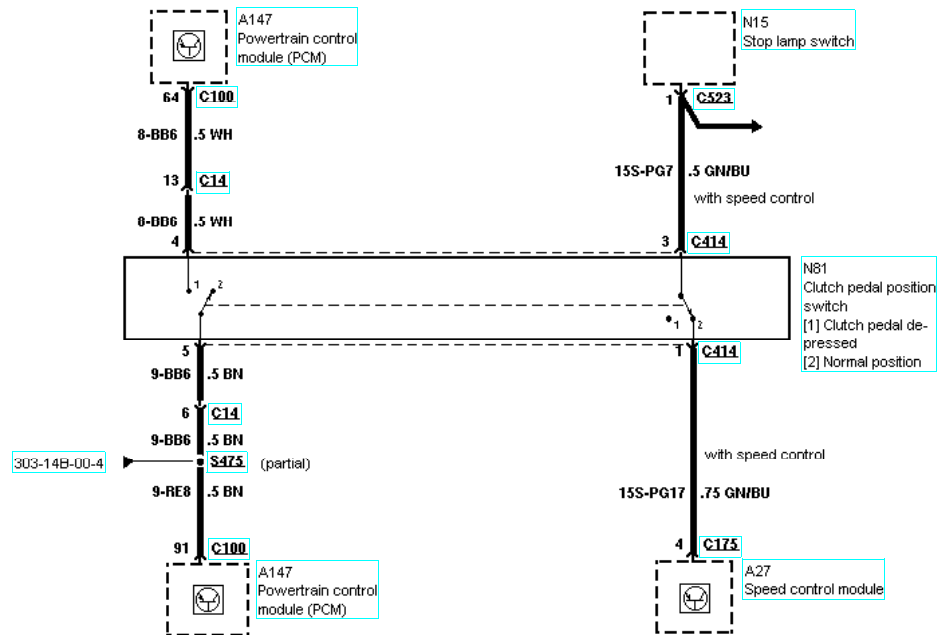 A147
Powertrain control
module (PCM)
N15
Stop lamp switch
64 C100
1 C523
8-BB6 .5 WH
15S-PG7 .5 GN/BU
13 C14
with speed control
8-BB6 .5 WH
4
3 C414
N81
Clutch pedal position
switch
[1] Clutch pedal de-
pressed
[2] Normal position
1 2
1 2
5
1 C414
9-BB6 .5 BN
6 C14
9-BB6 .5 BN
303-14B-00-4
S475 (partial)
with speed control
9-RE8 .5 BN
15S-PG17 .75 GN/BU
91 C100
4 C175
A147
Powertrain control
module (PCM)
A27
Speed control module